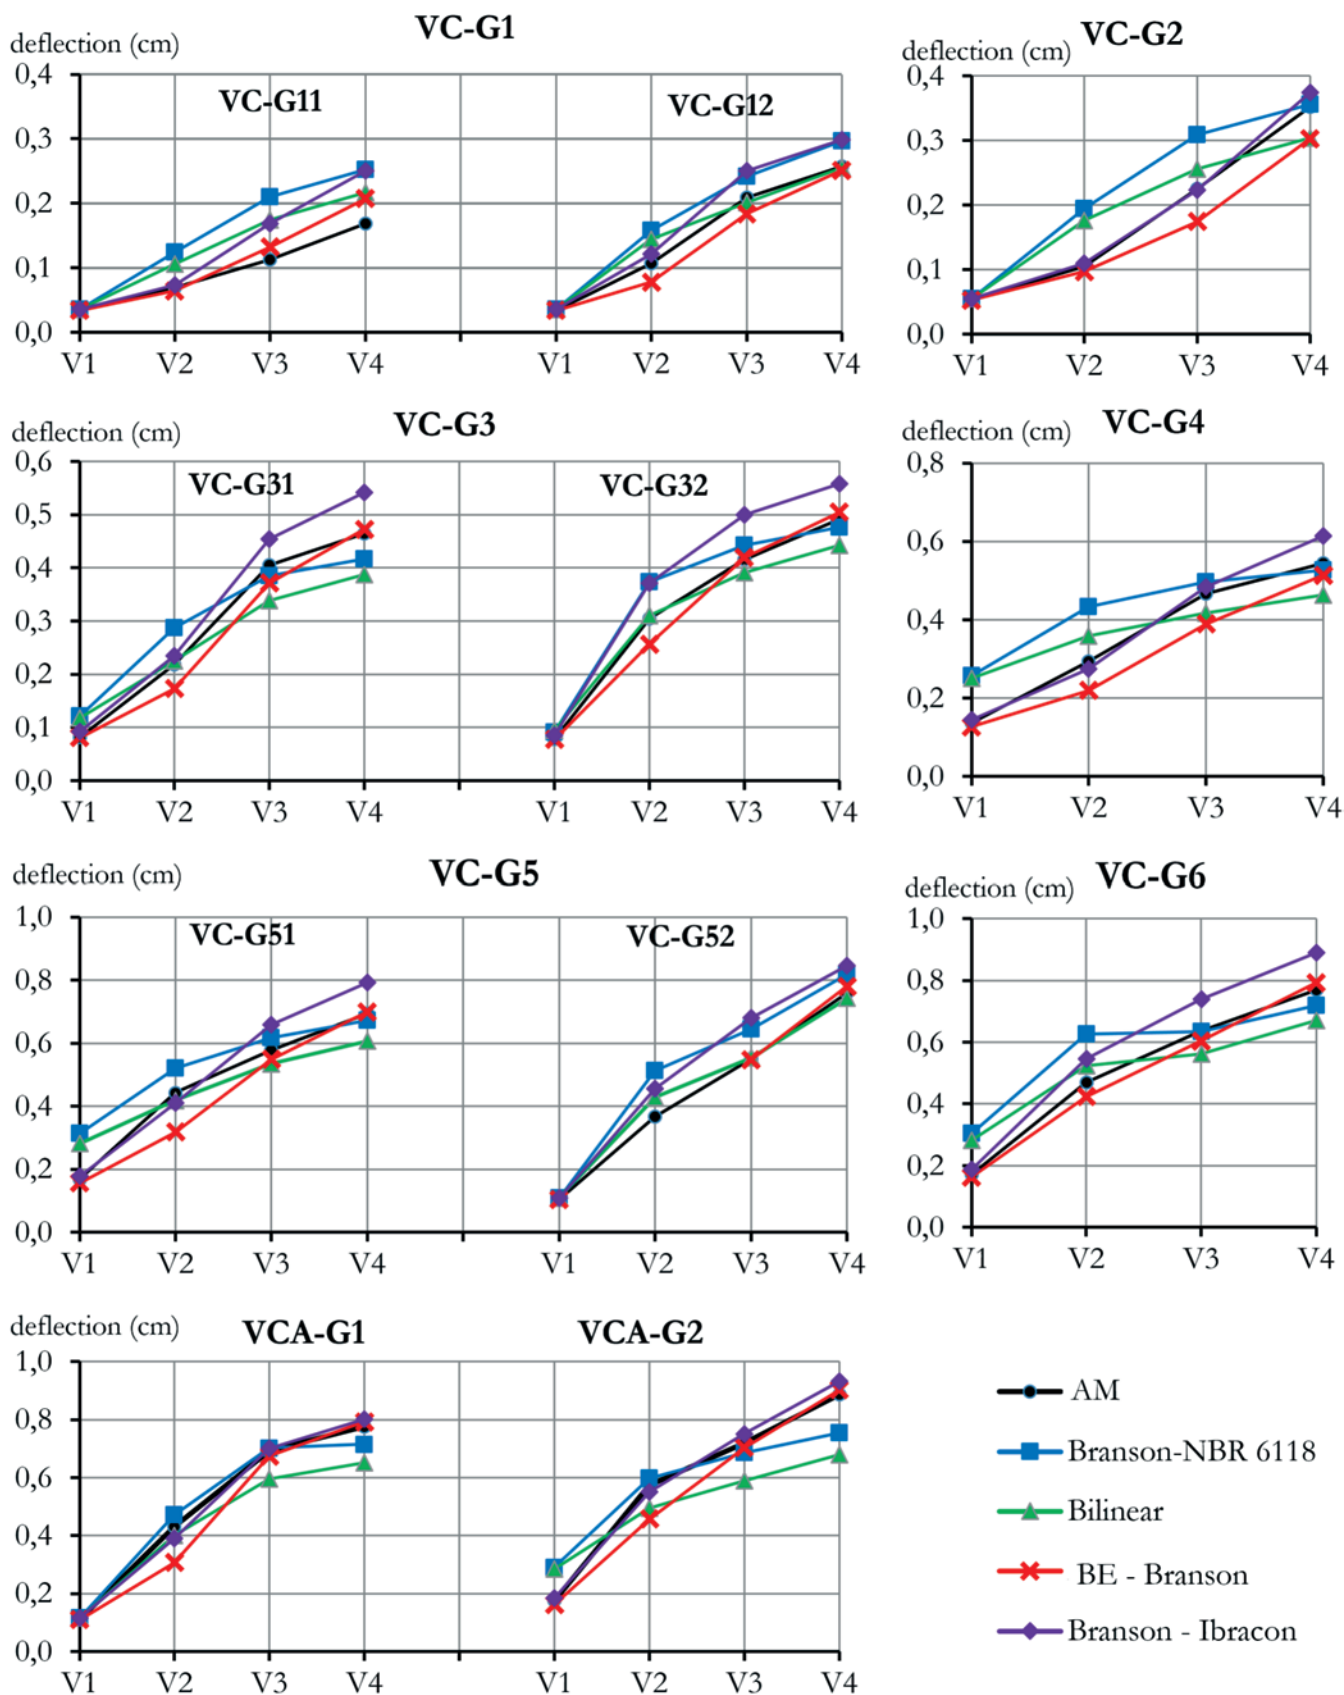 VC-G1
deflection (cm)
0,4
0,3
0,2
0,1
0,0
VC-G11
VC-G12
V1 V2 V3 V4 V1 V2 V3 V4
VC-G2
deflection (cm)
0,4
0,3
0,2
0,1
0,0
V1 V2 V3 V4
VC-G3
deflection (cm)
0,6
0,5
0,4
0,3
0,2
0,1
0,0
VC-G31
VC-G32
V1 V2 V3 V4 V1 V2 V3 V4
VC-G4
deflection (cm)
0,8
0,6
0,4
0,2
0,0
V1 V2 V3 V4
VC-G5
deflection (cm)
1,0
0,8
0,6
0,4
0,2
0,0
VC-G51
VC-G52
V1 V2 V3 V4 V1 V2 V3 V4
VC-G6
deflection (cm)
1,0
0,8
0,6
0,4
0,2
0,0
V1 V2 V3 V4
deflection (cm)
VCA-G1
VCA-G2
1,0
0,8
0,6
0,4
0,2
0,0
V1 V2 V3 V4 V1 V2 V3 V4
AM
Branson-NBR 6118
Bilinear
BE - Branson
Branson - Ibracon